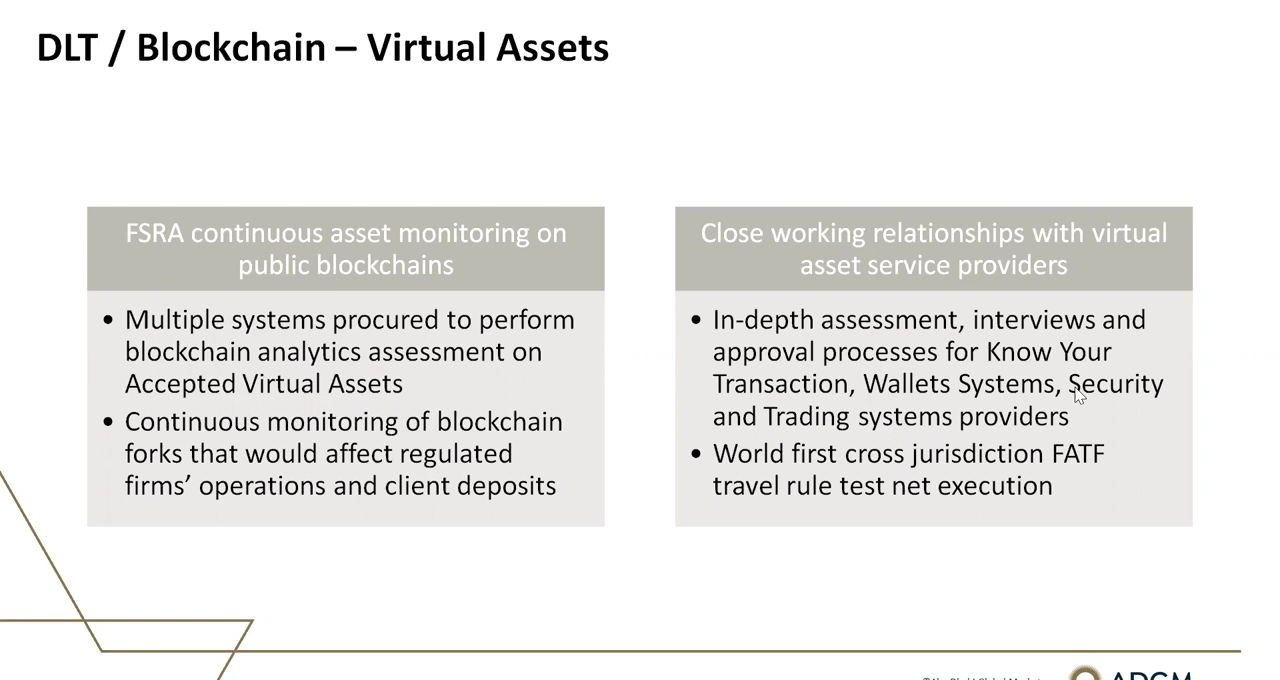 DLT / Blockchain – Virtual Assets
FSRA continuous asset monitoring on
public blockchains
• Multiple systems procured to perform
blockchain analytics assessment on
Accepted Virtual Assets
• Continuous monitoring of blockchain
forks that would affect regulated
firms’ operations and client deposits
Close working relationships with virtual
asset service providers
• In-depth assessment, interviews and
approval processes for Know Your
Transaction, Wallets Systems, Security
and Trading systems providers
• World first cross jurisdiction FATF
travel rule test net execution
ADGM